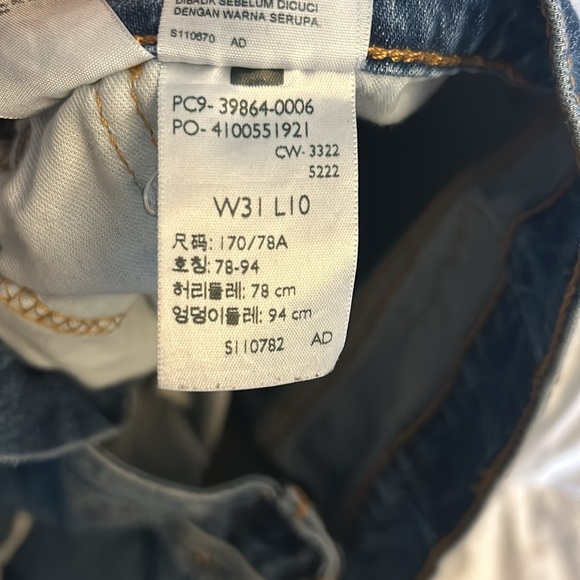 DIBALIK SEBELUM DICUCI
DENGAN WARNA SERUPA.
S110670 AD
PC9- 39864-0006
PO- 4100551921
CW- 3322
5222
W31 L10
尺码: 170/78A
호칭: 78-94
허리둘레: 78 cm
엉덩이둘레: 94 cm
S110782 AD